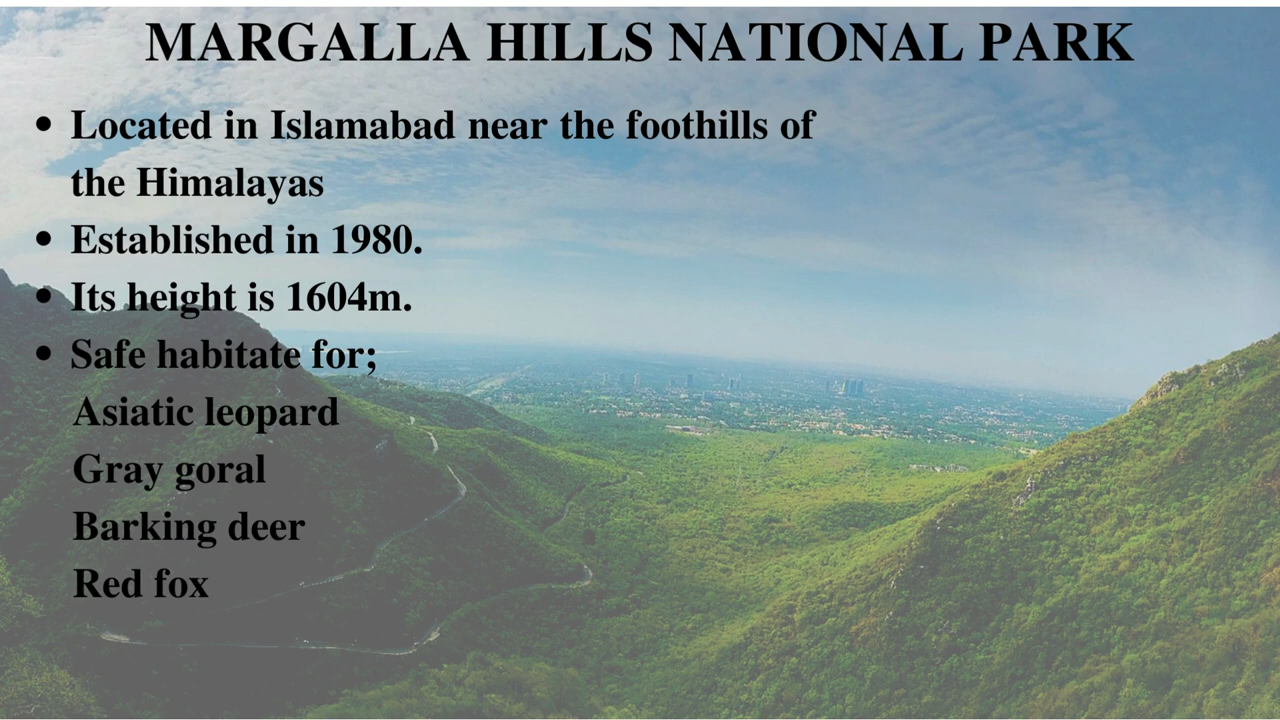 MARGALLA HILLS NATIONAL PARK
• Located in Islamabad near the foothills of
the Himalayas
• Established in 1980.
• Its height is 1604m.
• Safe habitate for;
Asiatic leopard
Gray goral
Barking deer
Red fox